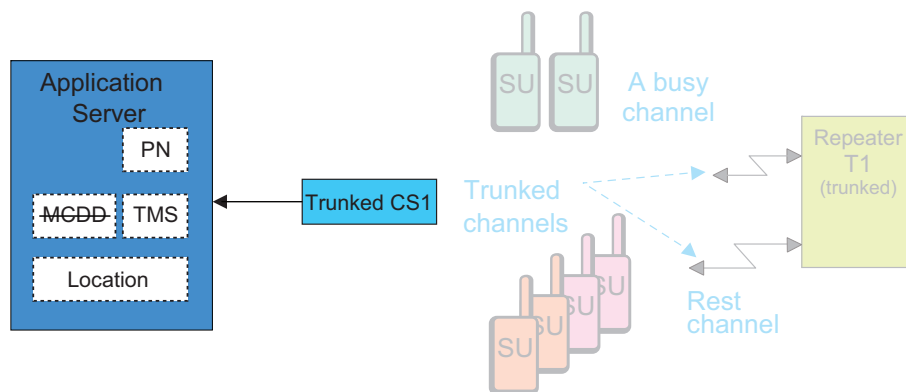 Application
Server
PN
MCDD
TMS
Location
Trunked CS1
SU
SU
A busy
channel
Trunked
channels
SU
SU
SU
SU
Rest
channel
Repeater
T1
(trunked)